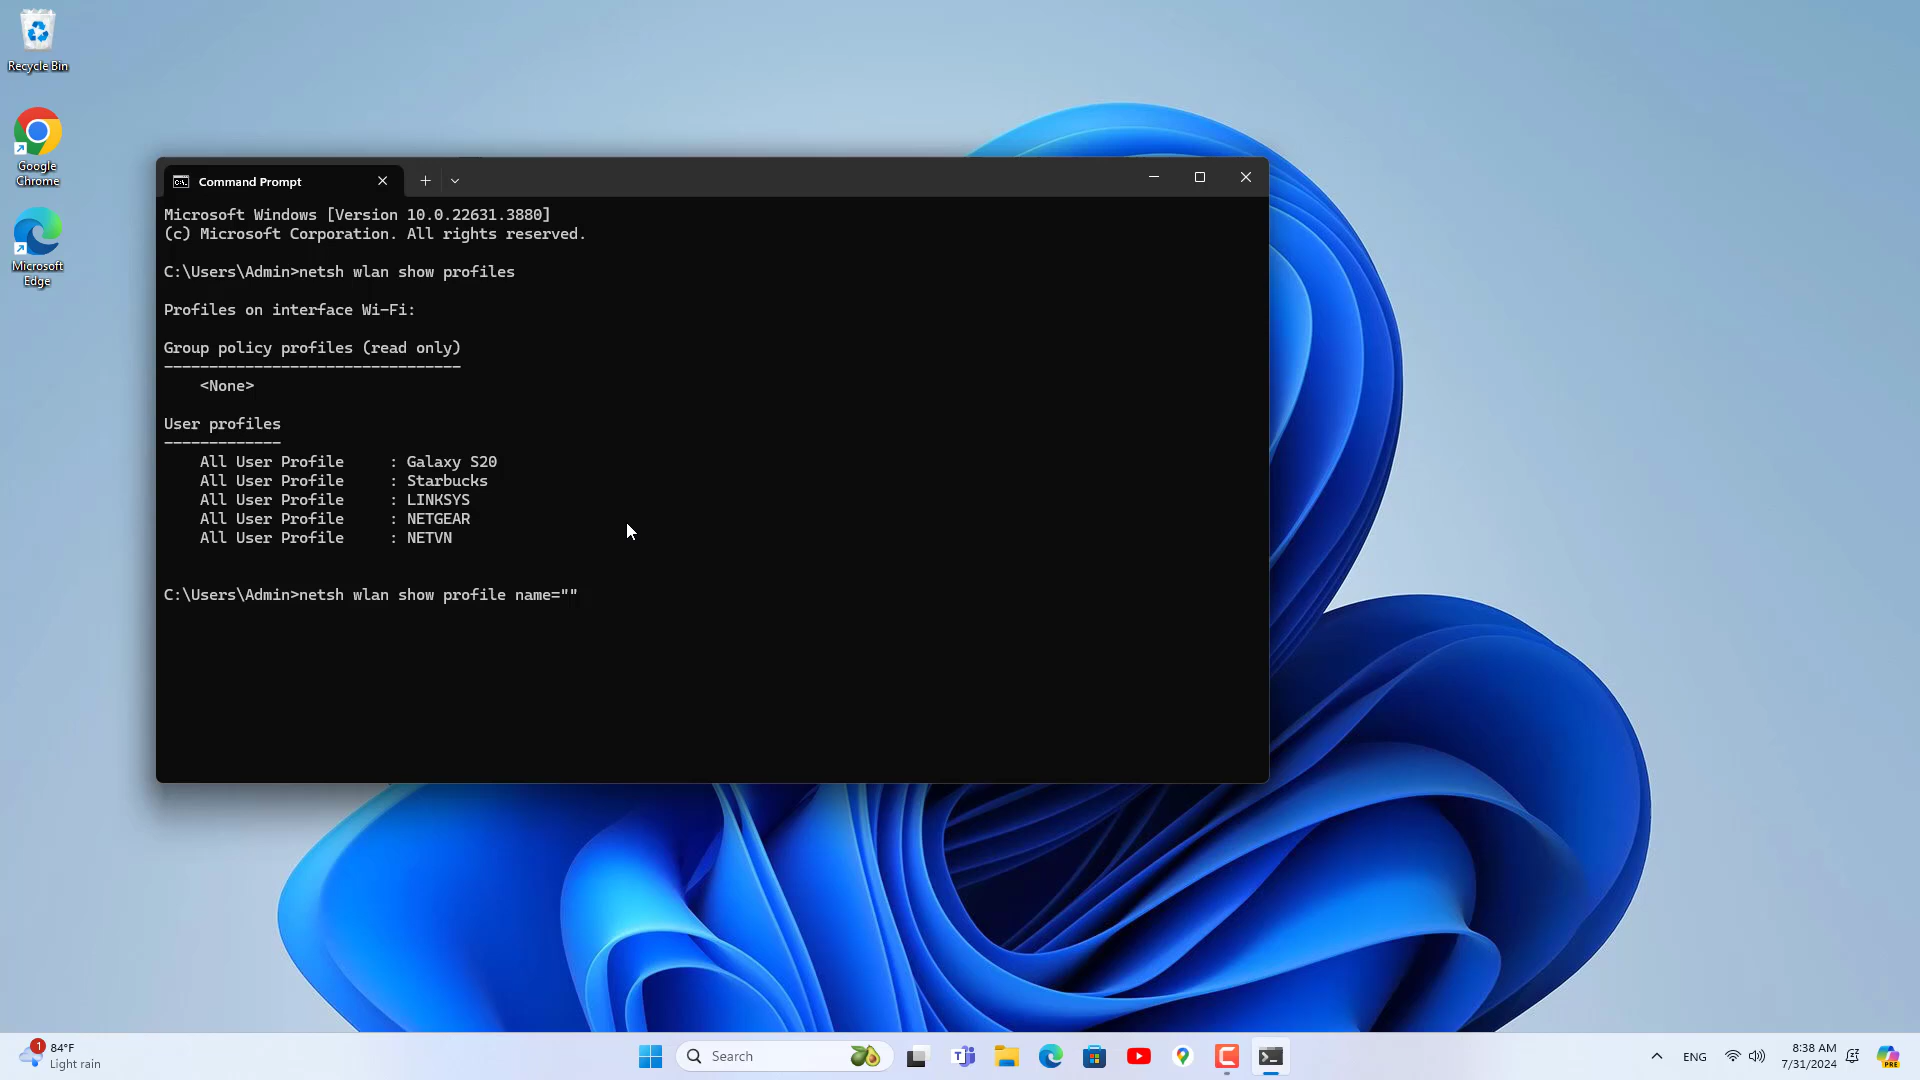 Recycle Bin
Google
Chrome
Microsoft
Edge
Command Prompt
Microsoft Windows [Version 10.0.22631.3880]
(c) Microsoft Corporation. All rights reserved.
C:\Users\Admin>netsh wlan show profiles
Profiles on interface Wi-Fi:
Group policy profiles (read only)
---------------------------------
<None>
User profiles
-------------
All User Profile     : Galaxy S20
All User Profile     : Starbucks
All User Profile     : LINKSYS
All User Profile     : NETGEAR
All User Profile     : NETVN
C:\Users\Admin>netsh wlan show profile name=""
1
84°F
Light rain
Search
ENG
8:38 AM
7/31/2024
PRE